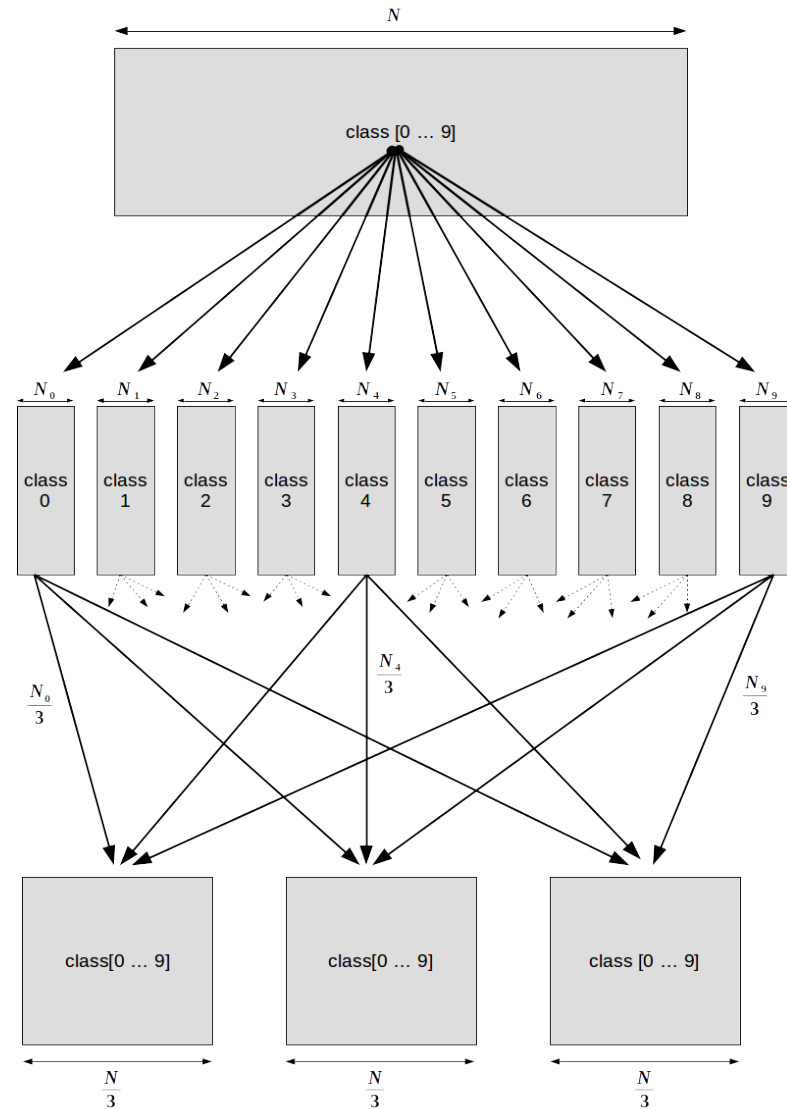 N
class [0 ... 9]
N₀ N₁ N₂ N₃ N₄ N₅ N₆ N₇ N₈ N₉
class class class class class class class class class class
0 1 2 3 4 5 6 7 8 9
N₀/3
N₄/3
N₉/3
class[0 ... 9] class[0 ... 9] class [0 ... 9]
N/3 N/3 N/3